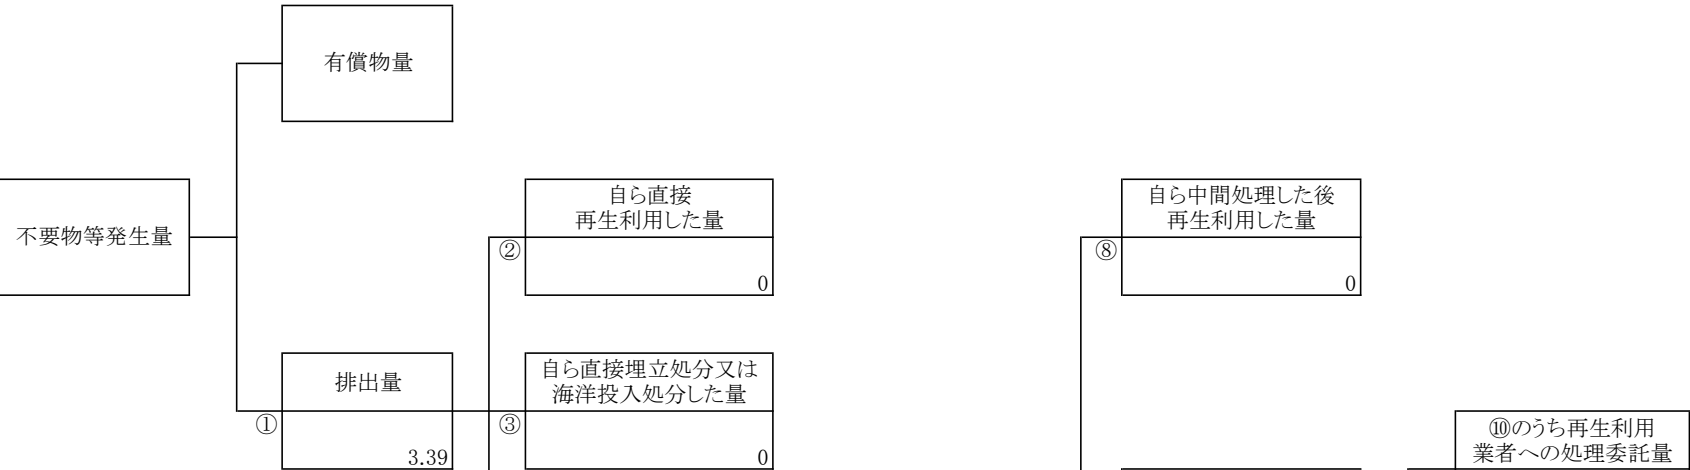 有償物量
不要物等発生量
自ら直接
再生利用した量
②
0
自ら中間処理した後
再生利用した量
⑧
0
排出量
①
3.39
自ら直接埋立処分又は
海洋投入処分した量
③
0
⑩のうち再生利用
業者への処理委託量